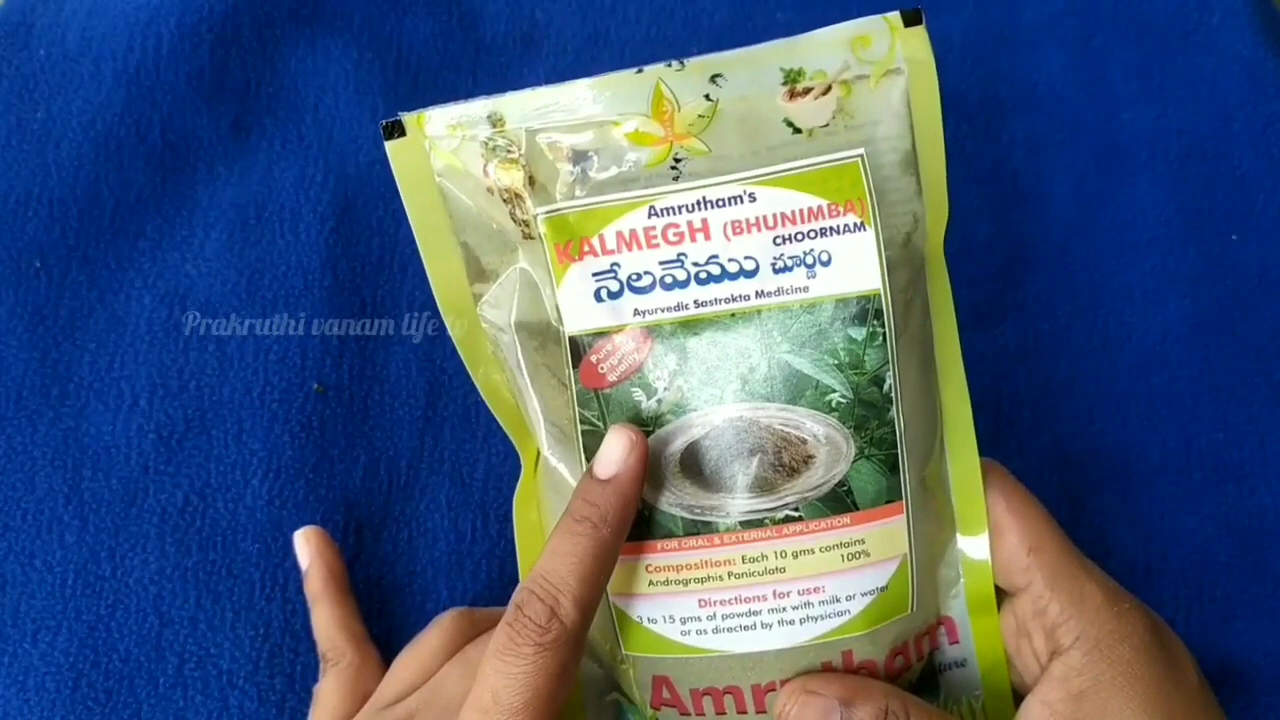 Amrutham's
KALMEGH (BHUNIMBA)
CHOORNAM
నేలవేము చూర్ణం
Ayurvedic Sastrokta Medicine
Prakruthi vanam life tv
Pure &
Organic
quality
FOR ORAL & EXTERNAL APPLICATION
Composition: Each 10 gms contains
Andrographis Paniculata 100%
Directions for use:
3 to 15 gms of powder mix with milk or water
or as directed by the physician
Amrutham